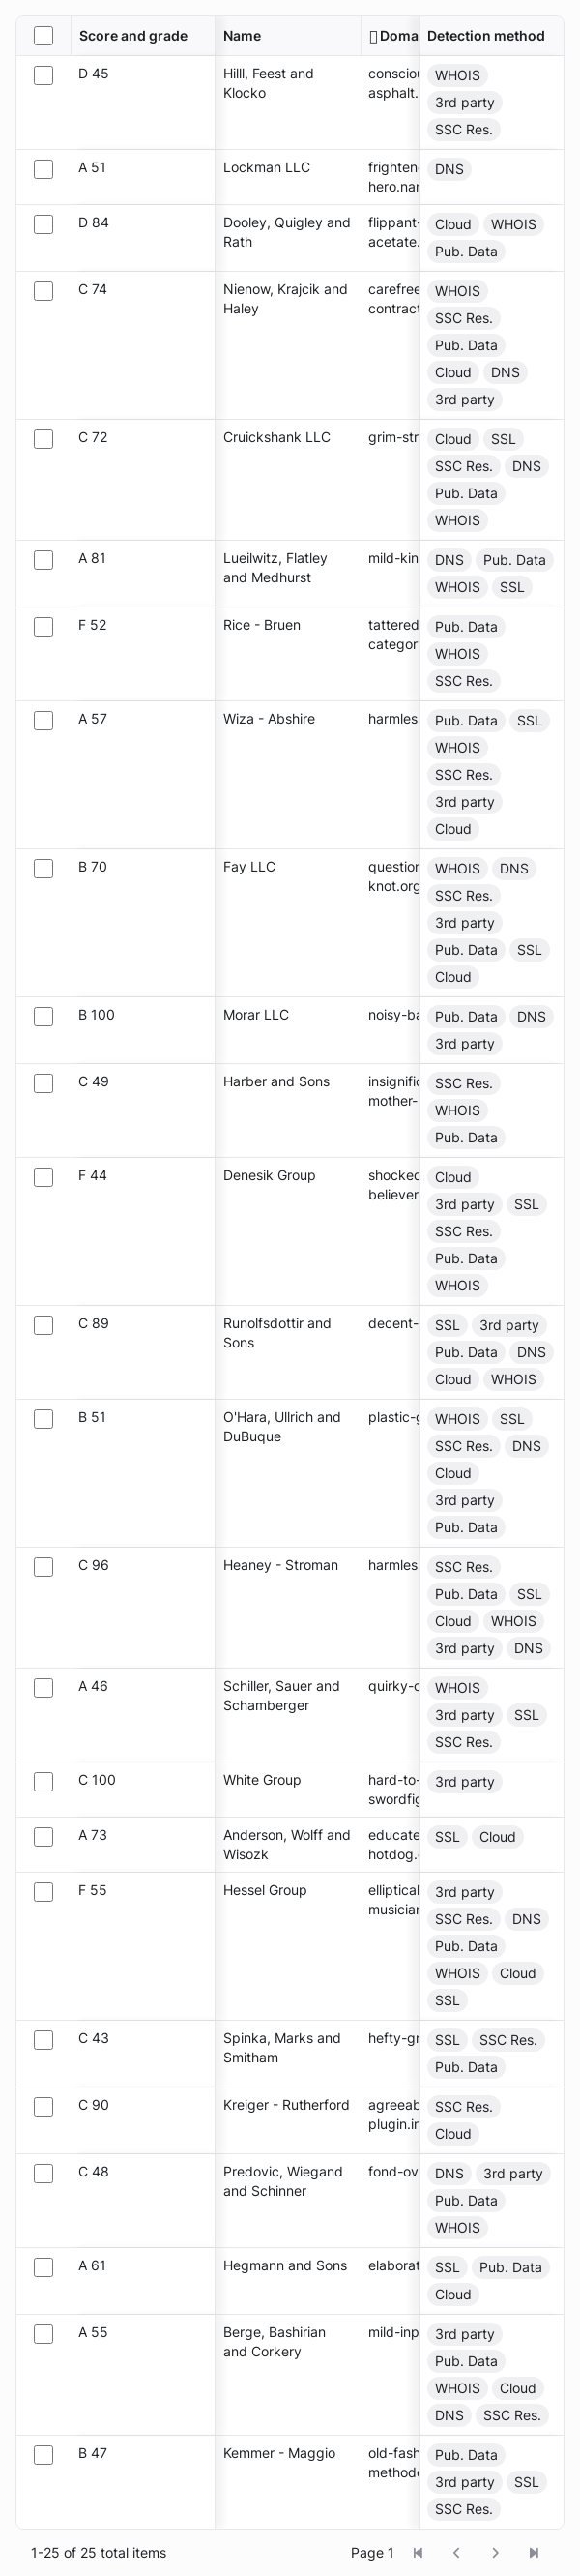 Score and grade Name Doma Detection method
D 45 Hilll, Feest and consciou WHOIS
Klocko asphalt. 3rd party
SSC Res.
A 51 Lockman LLC frighten DNS
hero.nar
D 84 Dooley, Quigley and flippant- Cloud WHOIS
Rath acetate. Pub. Data
C 74 Nienow, Krajcik and carefree WHOIS
Haley contract SSC Res.
Pub. Data
Cloud DNS
3rd party
C 72 Cruickshank LLC grim-str Cloud SSL
SSC Res. DNS
Pub. Data
WHOIS
A 81 Lueilwitz, Flatley mild-kin DNS Pub. Data
and Medhurst WHOIS SSL
F 52 Rice - Bruen tattered Pub. Data
categor WHOIS
SSC Res.
A 57 Wiza - Abshire harmles Pub. Data SSL
WHOIS
SSC Res.
3rd party
Cloud
B 70 Fay LLC question WHOIS DNS
knot.org SSC Res.
3rd party
Pub. Data SSL
Cloud
B 100 Morar LLC noisy-ba Pub. Data DNS
3rd party
C 49 Harber and Sons insignific SSC Res.
mother- WHOIS
Pub. Data
F 44 Denesik Group shocked Cloud
believer 3rd party SSL
SSC Res.
Pub. Data
WHOIS
C 89 Runolfsdottir and decent- SSL 3rd party
Sons Pub. Data DNS
Cloud WHOIS
B 51 O'Hara, Ullrich and plastic-g WHOIS SSL
DuBuque SSC Res. DNS
Cloud
3rd party
Pub. Data
C 96 Heaney - Stroman harmles SSC Res.
Pub. Data SSL
Cloud WHOIS
3rd party DNS
A 46 Schiller, Sauer and quirky-c WHOIS
Schamberger 3rd party SSL
SSC Res.
C 100 White Group hard-to- 3rd party
swordfig
A 73 Anderson, Wolff and educate SSL Cloud
Wisozk hotdog.
F 55 Hessel Group elliptical 3rd party
musician SSC Res. DNS
Pub. Data
WHOIS Cloud
SSL
C 43 Spinka, Marks and hefty-gr SSL SSC Res.
Smitham Pub. Data
C 90 Kreiger - Rutherford agreeab SSC Res.
plugin.ir Cloud
C 48 Predovic, Wiegand fond-ov DNS 3rd party
and Schinner Pub. Data
WHOIS
A 61 Hegmann and Sons elaborat SSL Pub. Data
Cloud
A 55 Berge, Bashirian mild-inp 3rd party
and Corkery Pub. Data
WHOIS Cloud
DNS SSC Res.
B 47 Kemmer - Maggio old-fash Pub. Data
method 3rd party SSL
SSC Res.
1-25 of 25 total items Page 1